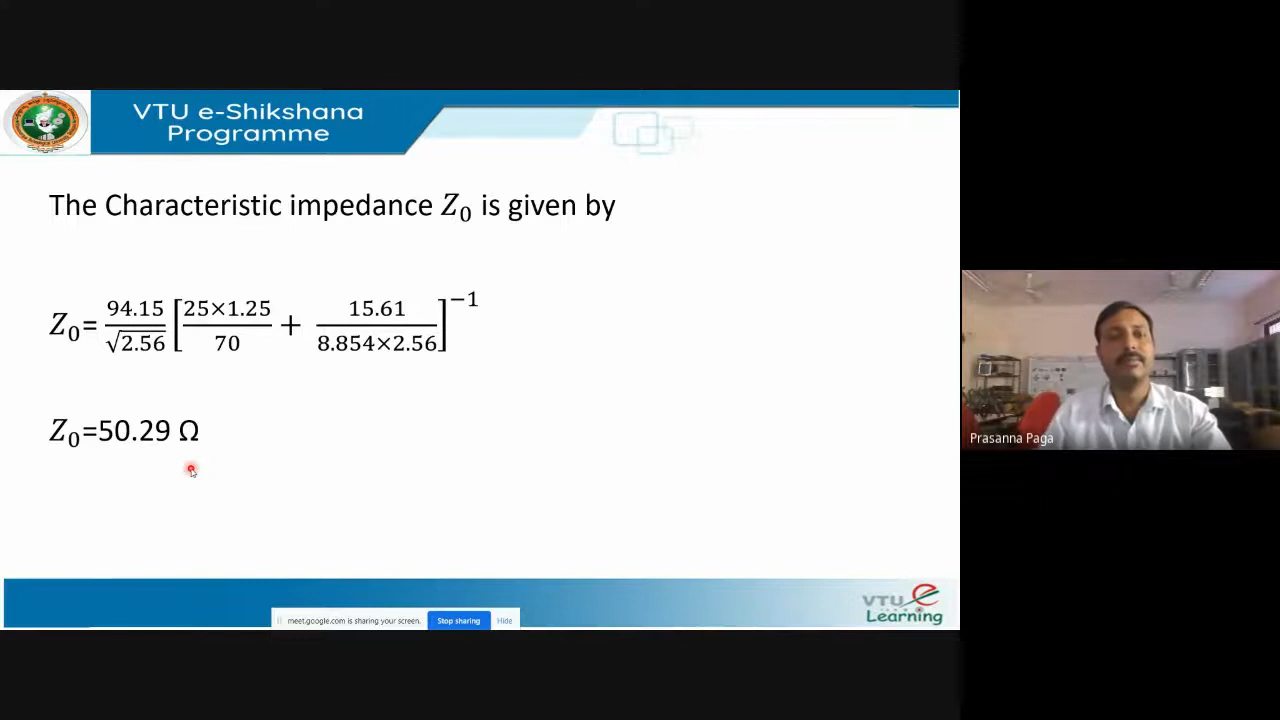 VTU e-Shikshana
Programme
The Characteristic impedance Z₀ is given by
Z₀= 94.15/√2.56 [25×1.25/70 + 15.61/8.854×2.56]⁻¹
Z₀=50.29 Ω
Prasanna Paga
VTU e
Learning
meet.google.com is sharing your screen. Stop sharing Hide